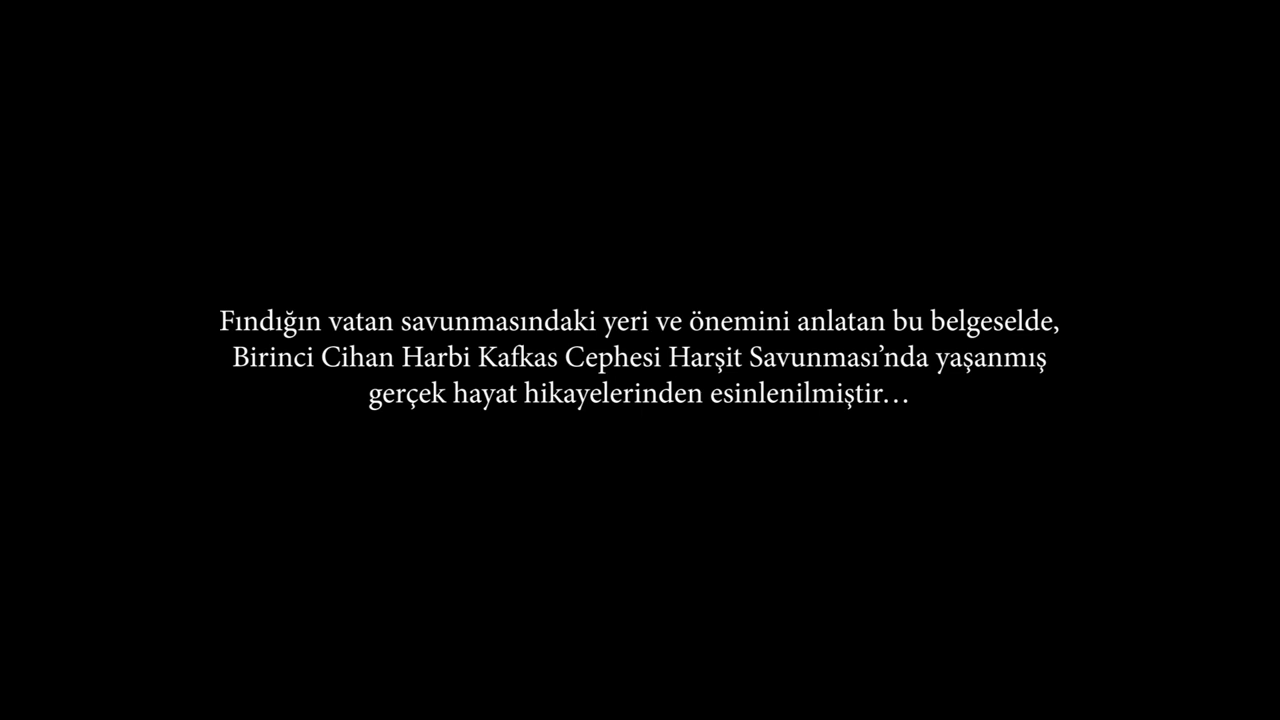 Fındığın vatan savunmasındaki yeri ve önemini anlatan bu belgeselde,
Birinci Cihan Harbi Kafkas Cephesi Harşit Savunması’nda yaşanmış
gerçek hayat hikayelerinden esinlenilmiştir…